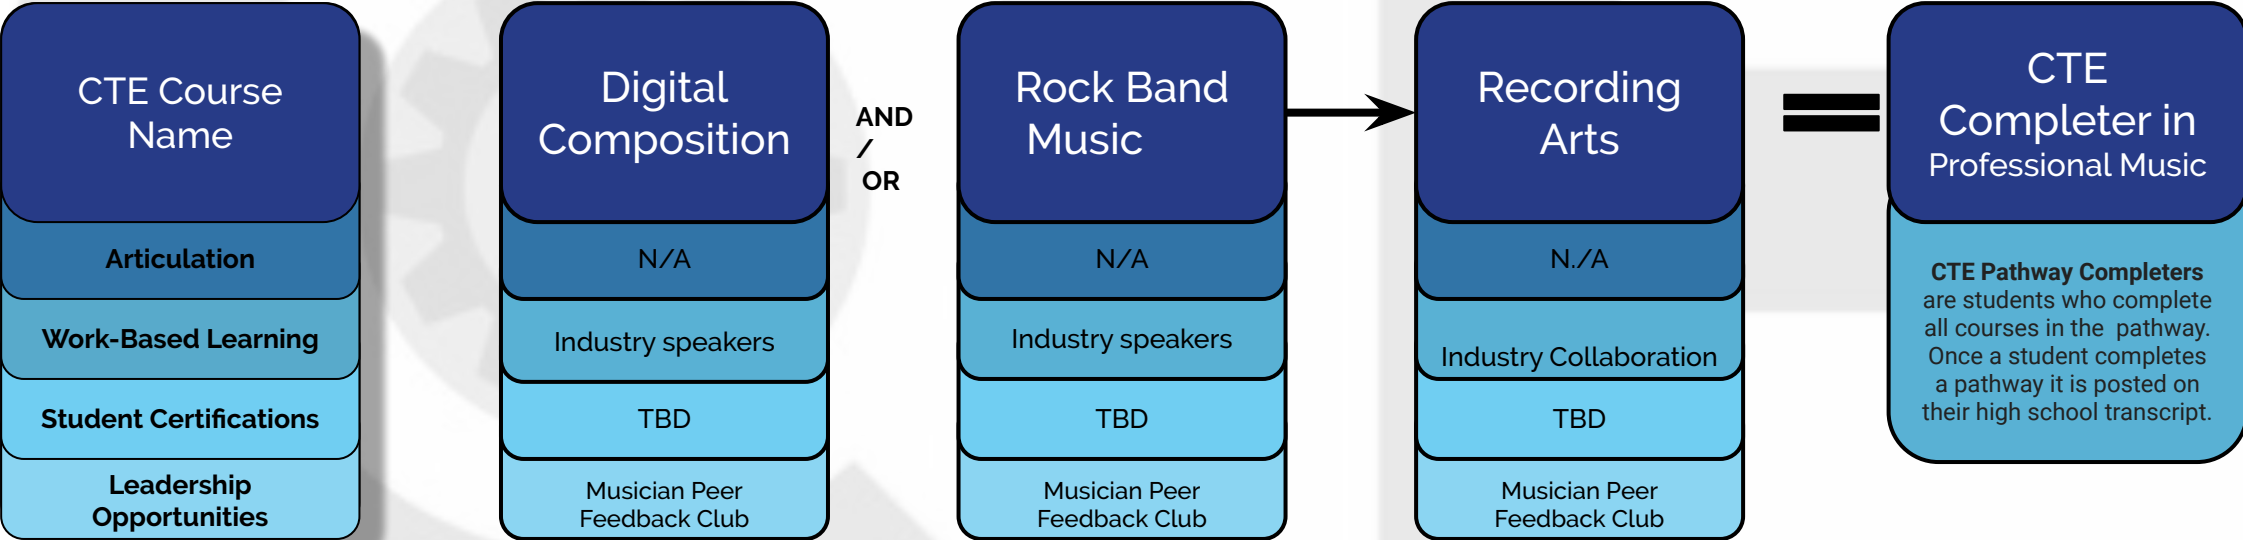 CTE Course
Name
Articulation
Work-Based Learning
Student Certifications
Leadership
Opportunities
Digital
Composition
N/A
Industry speakers
TBD
Musician Peer
Feedback Club
AND
/
OR
Rock Band
Music
N/A
Industry speakers
TBD
Musician Peer
Feedback Club
Recording
Arts
N./A
Industry Collaboration
TBD
Musician Peer
Feedback Club
CTE
Completer in
Professional Music
CTE Pathway Completers
are students who complete
all courses in the pathway.
Once a student completes
a pathway it is posted on
their high school transcript.